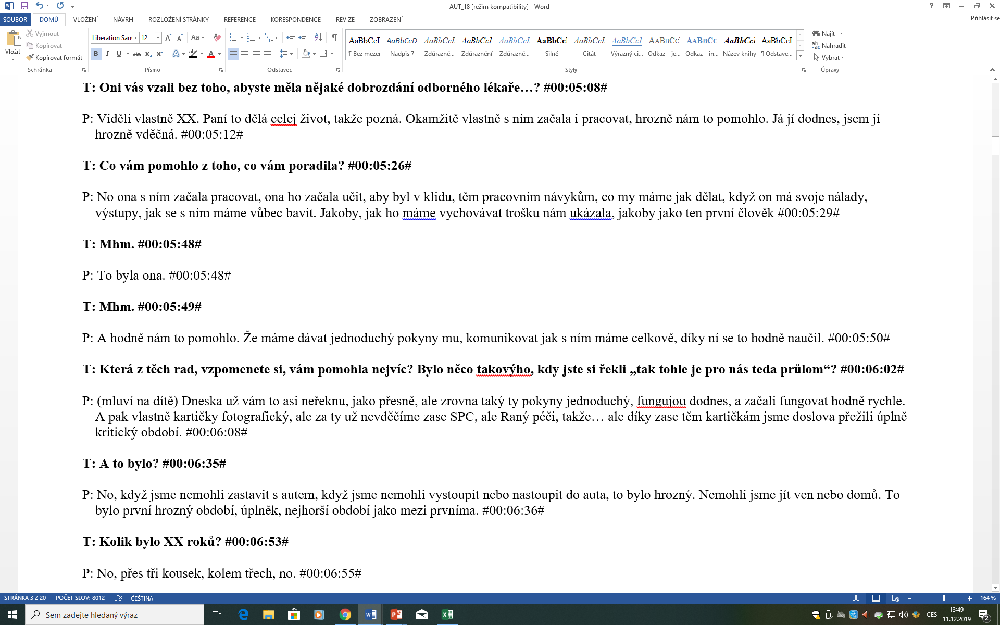 AUT_18 [režim kompatibility] - Word
SOUBOR DOMŮ VLOŽENÍ NÁVRH ROZLOŽENÍ STRÁNKY REFERENCE KORESPONDENCE REVIZE ZOBRAZENÍ Přihlásit se
Vložit
Vyjmout
Kopírovat
Kopírovat formát
Schránka
Liberation San 12
Písmo
Odstavec
AaBbCcI AaBbCcD AaBbCcL AaBbCcL AaBbCcL AaBbCcI AaBbCcL AaBbCcL AABBCC AABBCC AaBbCcI AaBbCcI
¶ Bez mezer Nadpis 7 Zdůrazně... Zdůraznění Zdůrazně... Silné Citát Výrazný ci... Odkaz – je... Odkaz – in... Název knihy ¶ Odstave...
Styly
Najít
Nahradit
Vybrat
Úpravy
T: Oni vás vzali bez toho, abyste měla nějaké dobrozdání odborného lékaře…? #00:05:08#
P: Viděli vlastně XX. Paní to dělá celej život, takže pozná. Okamžitě vlastně s ním začala i pracovat, hrozně nám to pomohlo. Já jí dodnes, jsem jí
hrozně vděčná. #00:05:12#
T: Co vám pomohlo z toho, co vám poradila? #00:05:26#
P: No ona s ním začala pracovat, ona ho začala učit, aby byl v klidu, těm pracovním návykům, co my máme jak dělat, když on má svoje nálady,
výstupy, jak se s ním máme vůbec bavit. Jakoby, jak ho máme vychovávat trošku nám ukázala, jakoby jako ten první člověk #00:05:29#
T: Mhm. #00:05:48#
P: To byla ona. #00:05:48#
T: Mhm. #00:05:49#
P: A hodně nám to pomohlo. Že máme dávat jednoduchý pokyny mu, komunikovat jak s ním máme celkově, díky ní se to hodně naučil. #00:05:50#
T: Která z těch rad, vzpomenete si, vám pomohla nejvíc? Bylo něco takovýho, kdy jste si řekli „tak tohle je pro nás teda průlom“? #00:06:02#
P: (mluví na dítě) Dneska už vám to asi neřeknu, jako přesně, ale zrovna taký ty pokyny jednoduchý, fungujou dodnes, a začali fungovat hodně rychle.
A pak vlastně kartičky fotografický, ale za ty už nevděčíme zase SPC, ale Raný péči, takže… ale díky zase těm kartičkám jsme doslova přežili úplně
kritický období. #00:06:08#
T: A to bylo? #00:06:35#
P: No, když jsme nemohli zastavit s autem, když jsme nemohli vystoupit nebo nastoupit do auta, to bylo hrozný. Nemohli jsme jít ven nebo domů. To
bylo první hrozný období, úplněk, nejhorší období jako mezi prvníma. #00:06:36#
T: Kolik bylo XX roků? #00:06:53#
P: No, přes tři kousek, kolem třech, no. #00:06:55#
STRÁNKA 3 Z 20 POČET SLOV: 8012 ČEŠTINA 164 %
Sem zadejte hledaný výraz
CES
13:49
11.12.2019
2